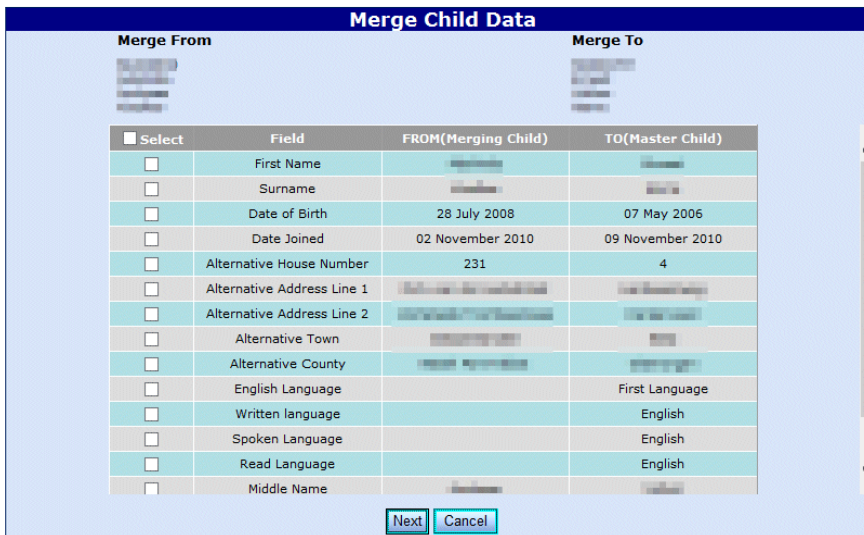 Merge Child Data
Merge From Merge To
Select Field FROM(Merging Child) TO(Master Child)
First Name
Surname
Date of Birth 28 July 2008 07 May 2006
Date Joined 02 November 2010 09 November 2010
Alternative House Number 231 4
Alternative Address Line 1
Alternative Address Line 2
Alternative Town
Alternative County
English Language First Language
Written language English
Spoken Language English
Read Language English
Middle Name
Next Cancel